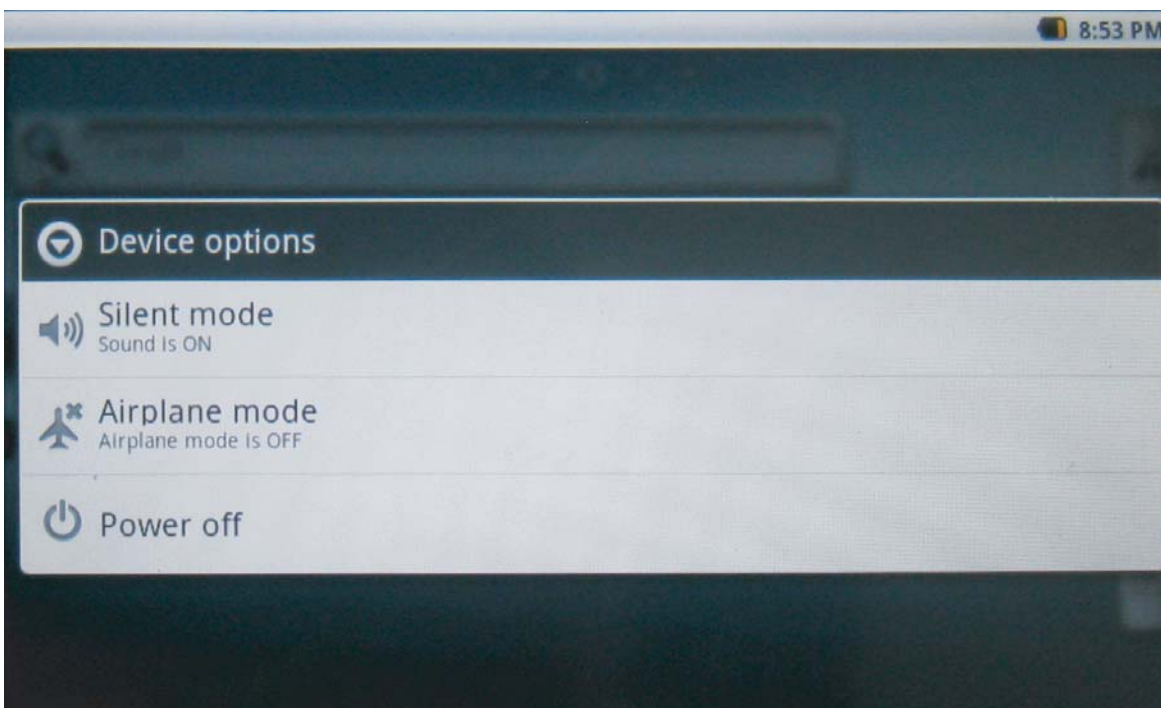 8:53 PM
Device options
Silent mode
Sound is ON
Airplane mode
Airplane mode is OFF
Power off